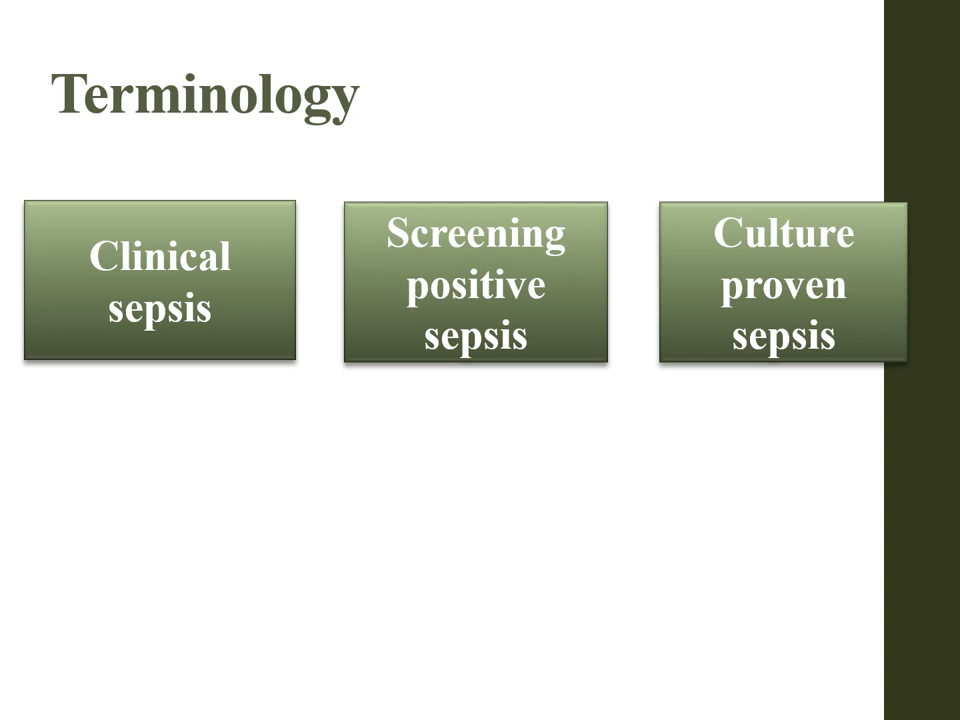 Terminology
Clinical
sepsis
Screening
positive
sepsis
Culture
proven
sepsis